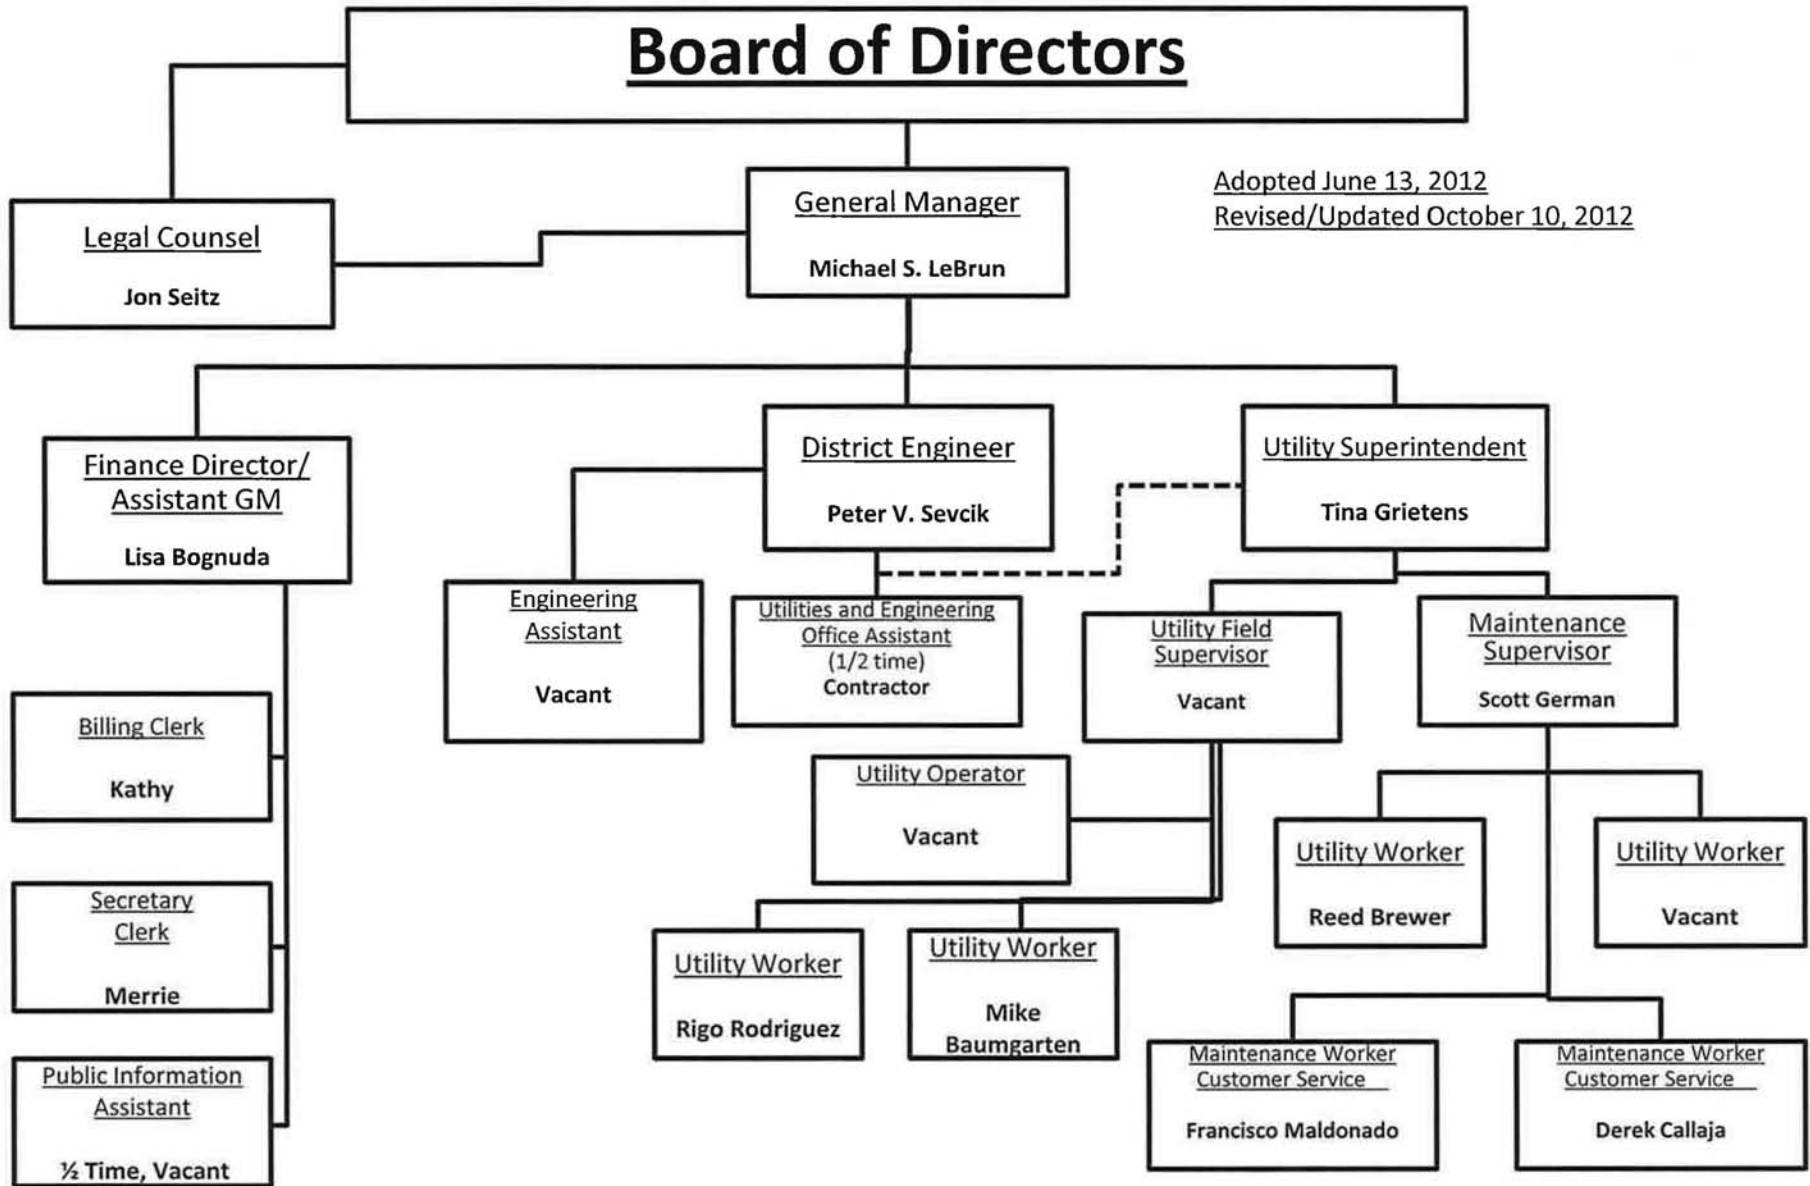 Board of Directors
Adopted June 13, 2012
Revised/Updated October 10, 2012
General Manager
Michael S. LeBrun
Legal Counsel
Jon Seitz
Finance Director/
Assistant GM
Lisa Bognuda
District Engineer
Peter V. Sevcik
Utility Superintendent
Tina Grietens
Engineering
Assistant
Vacant
Utilities and Engineering
Office Assistant
(1/2 time)
Contractor
Utility Field
Supervisor
Vacant
Maintenance
Supervisor
Scott German
Billing Clerk
Kathy
Utility Operator
Vacant
Utility Worker
Reed Brewer
Utility Worker
Vacant
Secretary
Clerk
Merrie
Utility Worker
Rigo Rodriguez
Utility Worker
Mike
Baumgarten
Public Information
Assistant
½ Time, Vacant
Maintenance Worker
Customer Service
Francisco Maldonado
Maintenance Worker
Customer Service
Derek Callaja